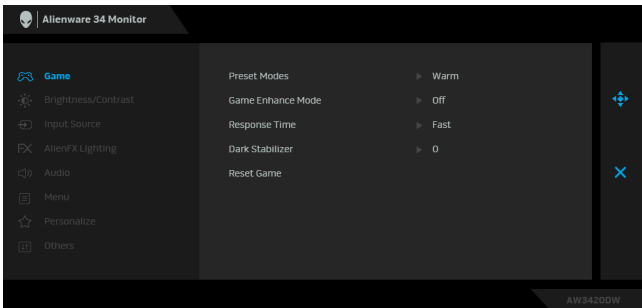 Alienware 34 Monitor
Game
Brightness/Contrast
Input Source
AlienFX Lighting
Audio
Menu
Personalize
Others
Preset Modes Warm
Game Enhance Mode Off
Response Time Fast
Dark Stabilizer 0
Reset Game
AW3420DW